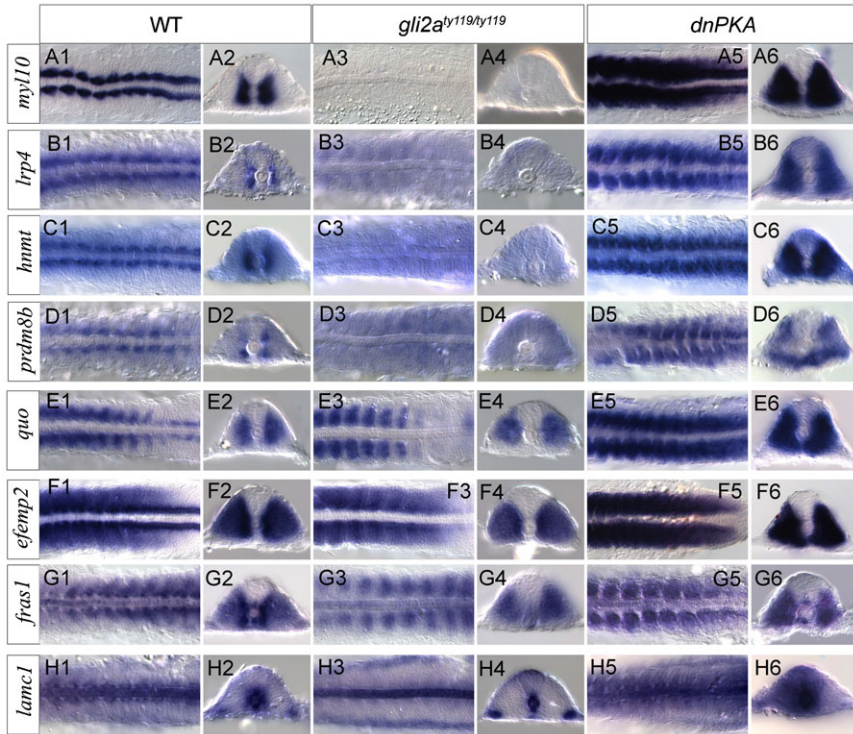 WT gli2a^ty119/ty119 dnPKA
myl10 A1 A2 A3 A4 A5 A6
lrp4 B1 B2 B3 B4 B5 B6
hnmt C1 C2 C3 C4 C5 C6
prdm8b D1 D2 D3 D4 D5 D6
quo E1 E2 E3 E4 E5 E6
efemp2 F1 F2 F3 F4 F5 F6
fras1 G1 G2 G3 G4 G5 G6
lamc1 H1 H2 H3 H4 H5 H6